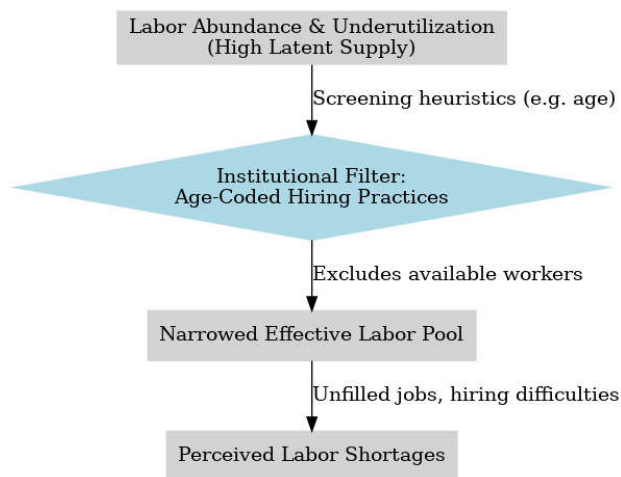 Labor Abundance & Underutilization
(High Latent Supply)
Screening heuristics (e.g. age)
Institutional Filter:
Age-Coded Hiring Practices
Excludes available workers
Narrowed Effective Labor Pool
Unfilled jobs, hiring difficulties
Perceived Labor Shortages